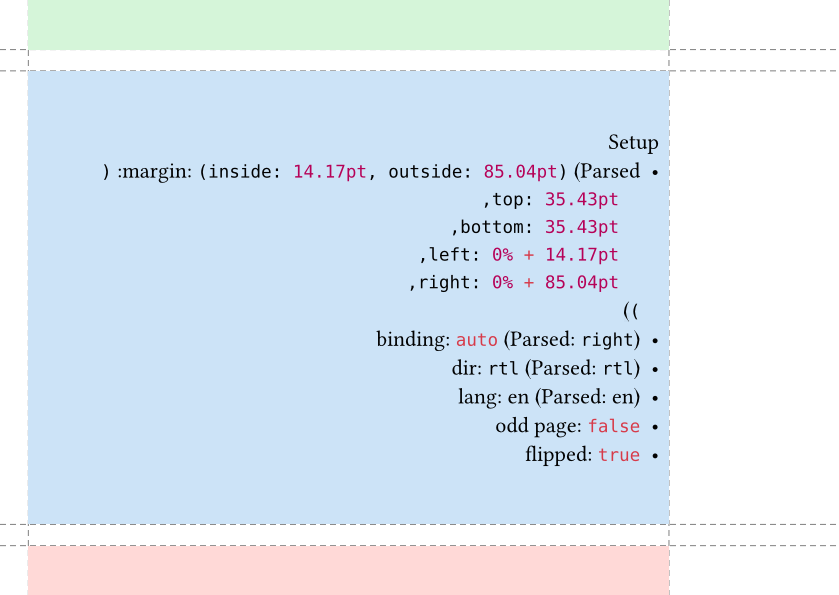 Setup
• margin: (inside: 14.17pt, outside: 85.04pt) (Parsed: (
top: 35.43pt,
bottom: 35.43pt,
left: 0% + 14.17pt,
right: 0% + 85.04pt,
))
• binding: auto (Parsed: right)
• dir: rtl (Parsed: rtl)
• lang: en (Parsed: en)
• odd page: false
• flipped: true